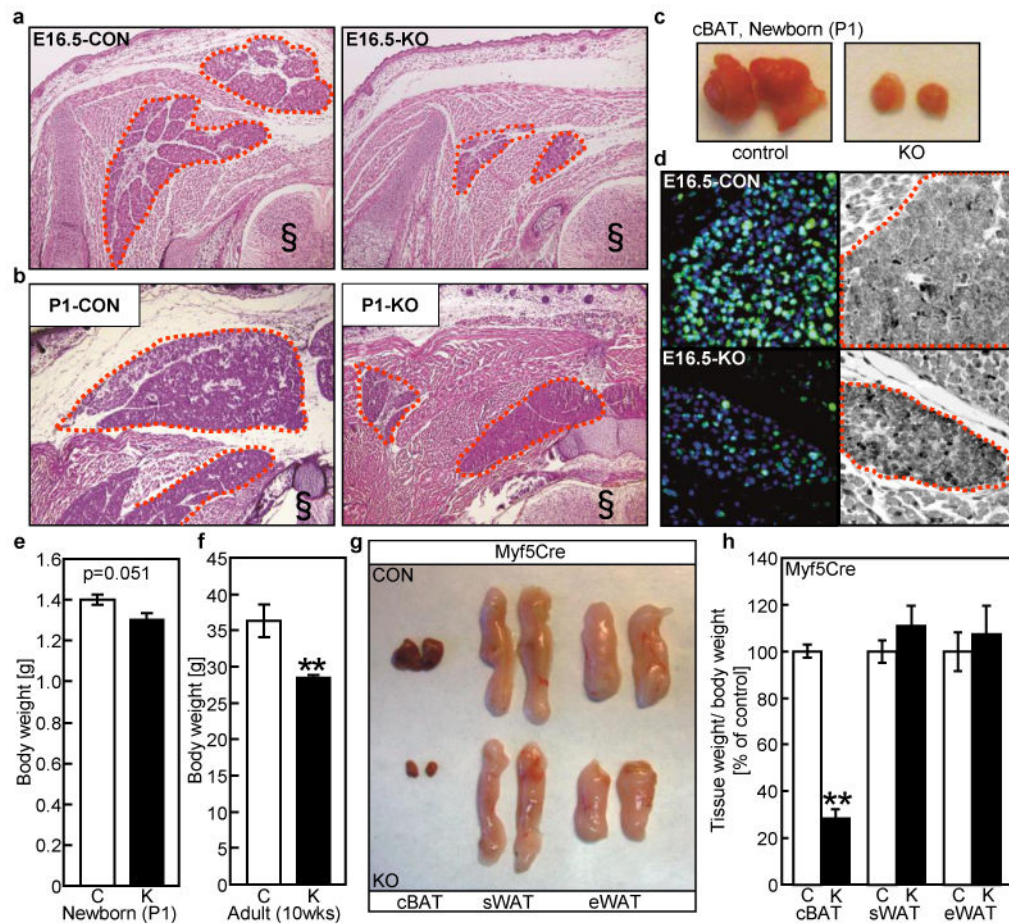 a
E16.5-CON
E16.5-KO
§
§
b
P1-CON
P1-KO
§
§
c
cBAT, Newborn (P1)
control
KO
d
E16.5-CON
E16.5-KO
e
p=0.051
Body weight [g]
1.6
1.4
1.2
1.0
0.8
0.6
0.4
0.2
0
C K
Newborn (P1)
f
Body weight [g]
45
40
35
30
25
20
15
10
5
0
**
C K
Adult (10wks)
g
Myf5Cre
CON
KO
cBAT sWAT eWAT
h
Myf5Cre
Tissue weight/ body weight
[% of control]
140
120
100
80
60
40
20
0
**
C K C K C K
cBAT sWAT eWAT